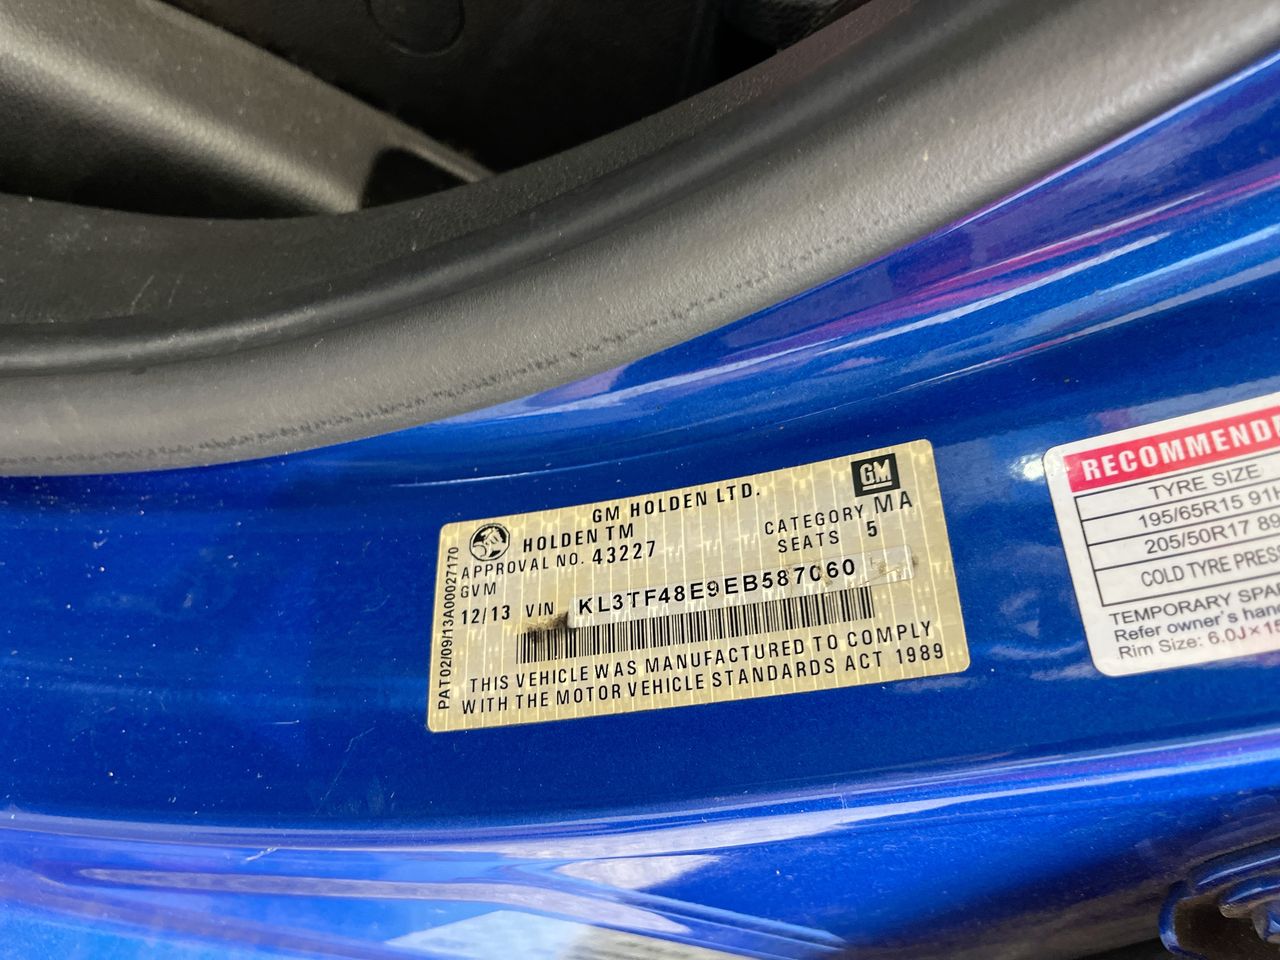 GM HOLDEN LTD.
GM
HOLDEN TM
CATEGORY MA
APPROVAL NO. 43227
SEATS 5
GVM
12/13 VIN KL3TF48E9EB587060
THIS VEHICLE WAS MANUFACTURED TO COMPLY
WITH THE MOTOR VEHICLE STANDARDS ACT 1989
PAT02/09/13A00027170
RECOMMENDE
TYRE SIZE
195/65R15 91
205/50R17 89
COLD TYRE PRES
TEMPORARY SPA
Refer owner's han
Rim Size: 6.0J×15